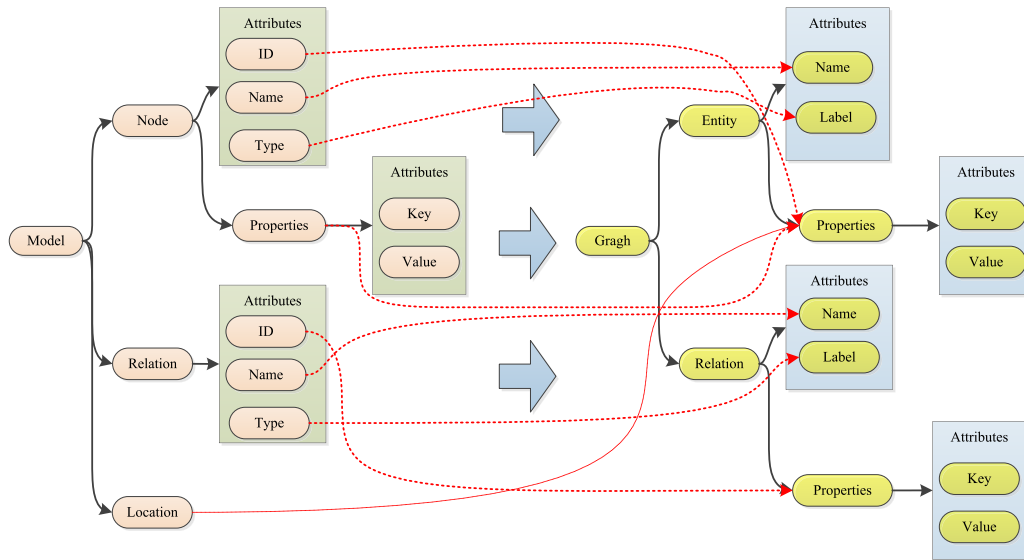 Attributes
ID
Name
Type
Node
Attributes
Key
Value
Properties
Model
Attributes
ID
Name
Type
Relation
Location
Attributes
Name
Label
Entity
Attributes
Key
Value
Properties
Gragh
Attributes
Name
Label
Relation
Attributes
Key
Value
Properties